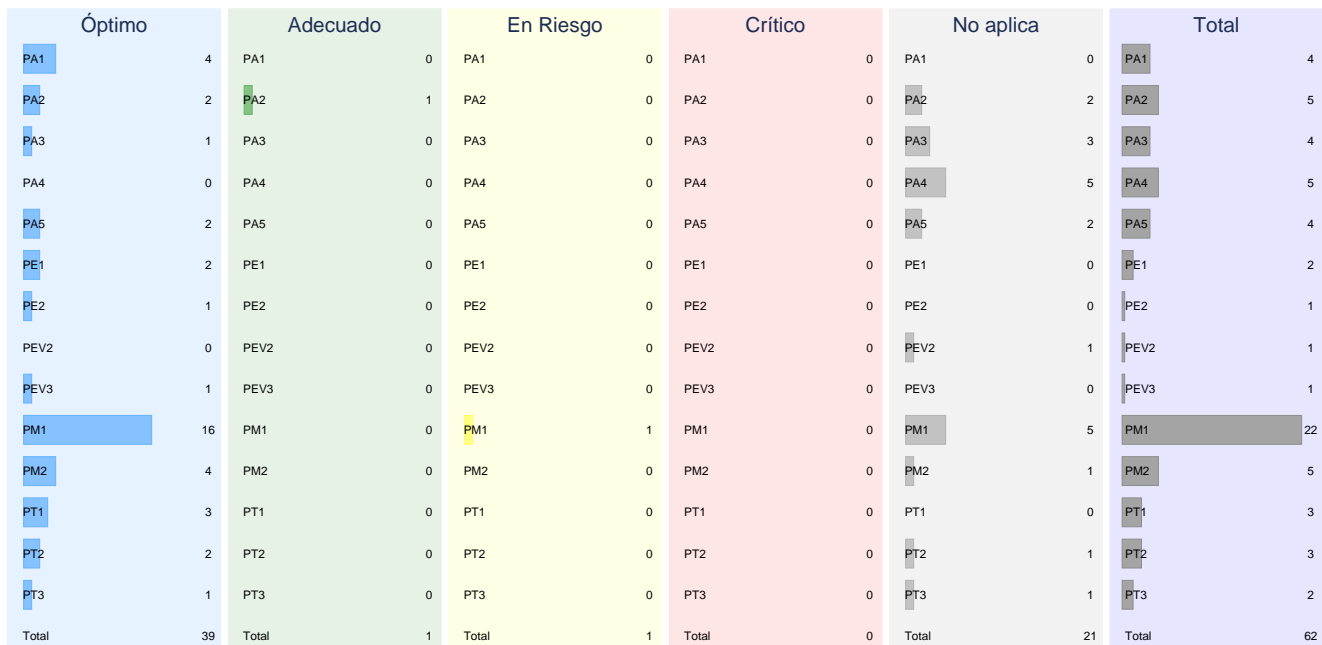 Óptimo Adecuado En Riesgo Crítico No aplica Total
PA1 4 PA1 0 PA1 0 PA1 0 PA1 0 PA1 4
PA2 2 PA2 1 PA2 0 PA2 0 PA2 2 PA2 5
PA3 1 PA3 0 PA3 0 PA3 0 PA3 3 PA3 4
PA4 0 PA4 0 PA4 0 PA4 0 PA4 5 PA4 5
PA5 2 PA5 0 PA5 0 PA5 0 PA5 2 PA5 4
PE1 2 PE1 0 PE1 0 PE1 0 PE1 0 PE1 2
PE2 1 PE2 0 PE2 0 PE2 0 PE2 0 PE2 1
PEV2 0 PEV2 0 PEV2 0 PEV2 0 PEV2 1 PEV2 1
PEV3 1 PEV3 0 PEV3 0 PEV3 0 PEV3 0 PEV3 1
PM1 16 PM1 0 PM1 1 PM1 0 PM1 5 PM1 22
PM2 4 PM2 0 PM2 0 PM2 0 PM2 1 PM2 5
PT1 3 PT1 0 PT1 0 PT1 0 PT1 0 PT1 3
PT2 2 PT2 0 PT2 0 PT2 0 PT2 1 PT2 3
PT3 1 PT3 0 PT3 0 PT3 0 PT3 1 PT3 2
Total 39 Total 1 Total 1 Total 0 Total 21 Total 62